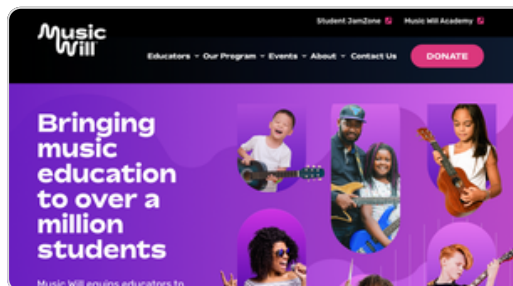 Student JamZone Music Will Academy
Music Will
Educators Our Program Events About Contact Us DONATE
Bringing
music
education
to over a
million
students
Music Will equips educators to